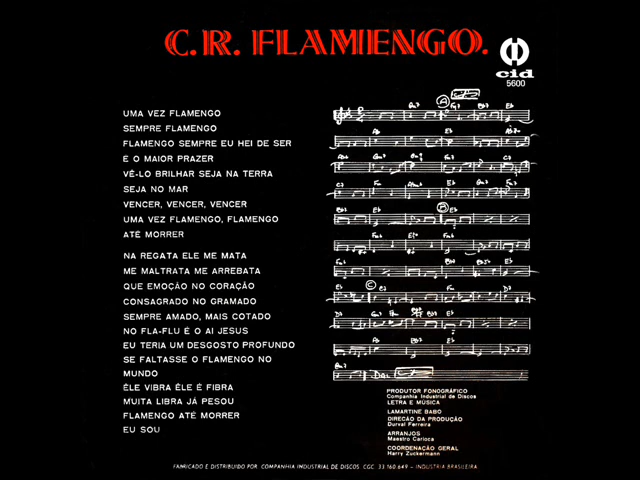 C.R. FLAMENGO.
cid
5600
UMA VEZ FLAMENGO
SEMPRE FLAMENGO
FLAMENGO SEMPRE EU HEI DE SER
E O MAIOR PRAZER
VÊ-LO BRILHAR SEJA NA TERRA
SEJA NO MAR
VENCER, VENCER, VENCER
UMA VEZ FLAMENGO, FLAMENGO
ATÉ MORRER
NA REGATA ELE ME MATA
ME MALTRATA ME ARREBATA
QUE EMOÇÃO NO CORAÇÃO
CONSAGRADO NO GRAMADO
SEMPRE AMADO, MAIS COTADO
NO FLA-FLU É O AI JESUS
EU TERIA UM DESGOSTO PROFUNDO
SE FALTASSE O FLAMENGO NO
MUNDO
ÊLE VIBRA ÊLE É FIBRA
MUITA LIBRA JÁ PESOU
FLAMENGO ATÉ MORRER
EU SOU
A
B
C
PRODUTOR FONOGRÁFICO
Companhia Industrial de Discos
LETRA E MÚSICA
LAMARTINE BABO
DIREÇÃO DA PRODUÇÃO
Durval Ferreira
ARRANJOS
Maestro Carioca
COORDENAÇÃO GERAL
Harry Zuckermann
FABRICADO E DISTRIBUIDO POR: COMPANHIA INDUSTRIAL DE DISCOS CGC 33 160 649 - INDÚSTRIA BRASILEIRA